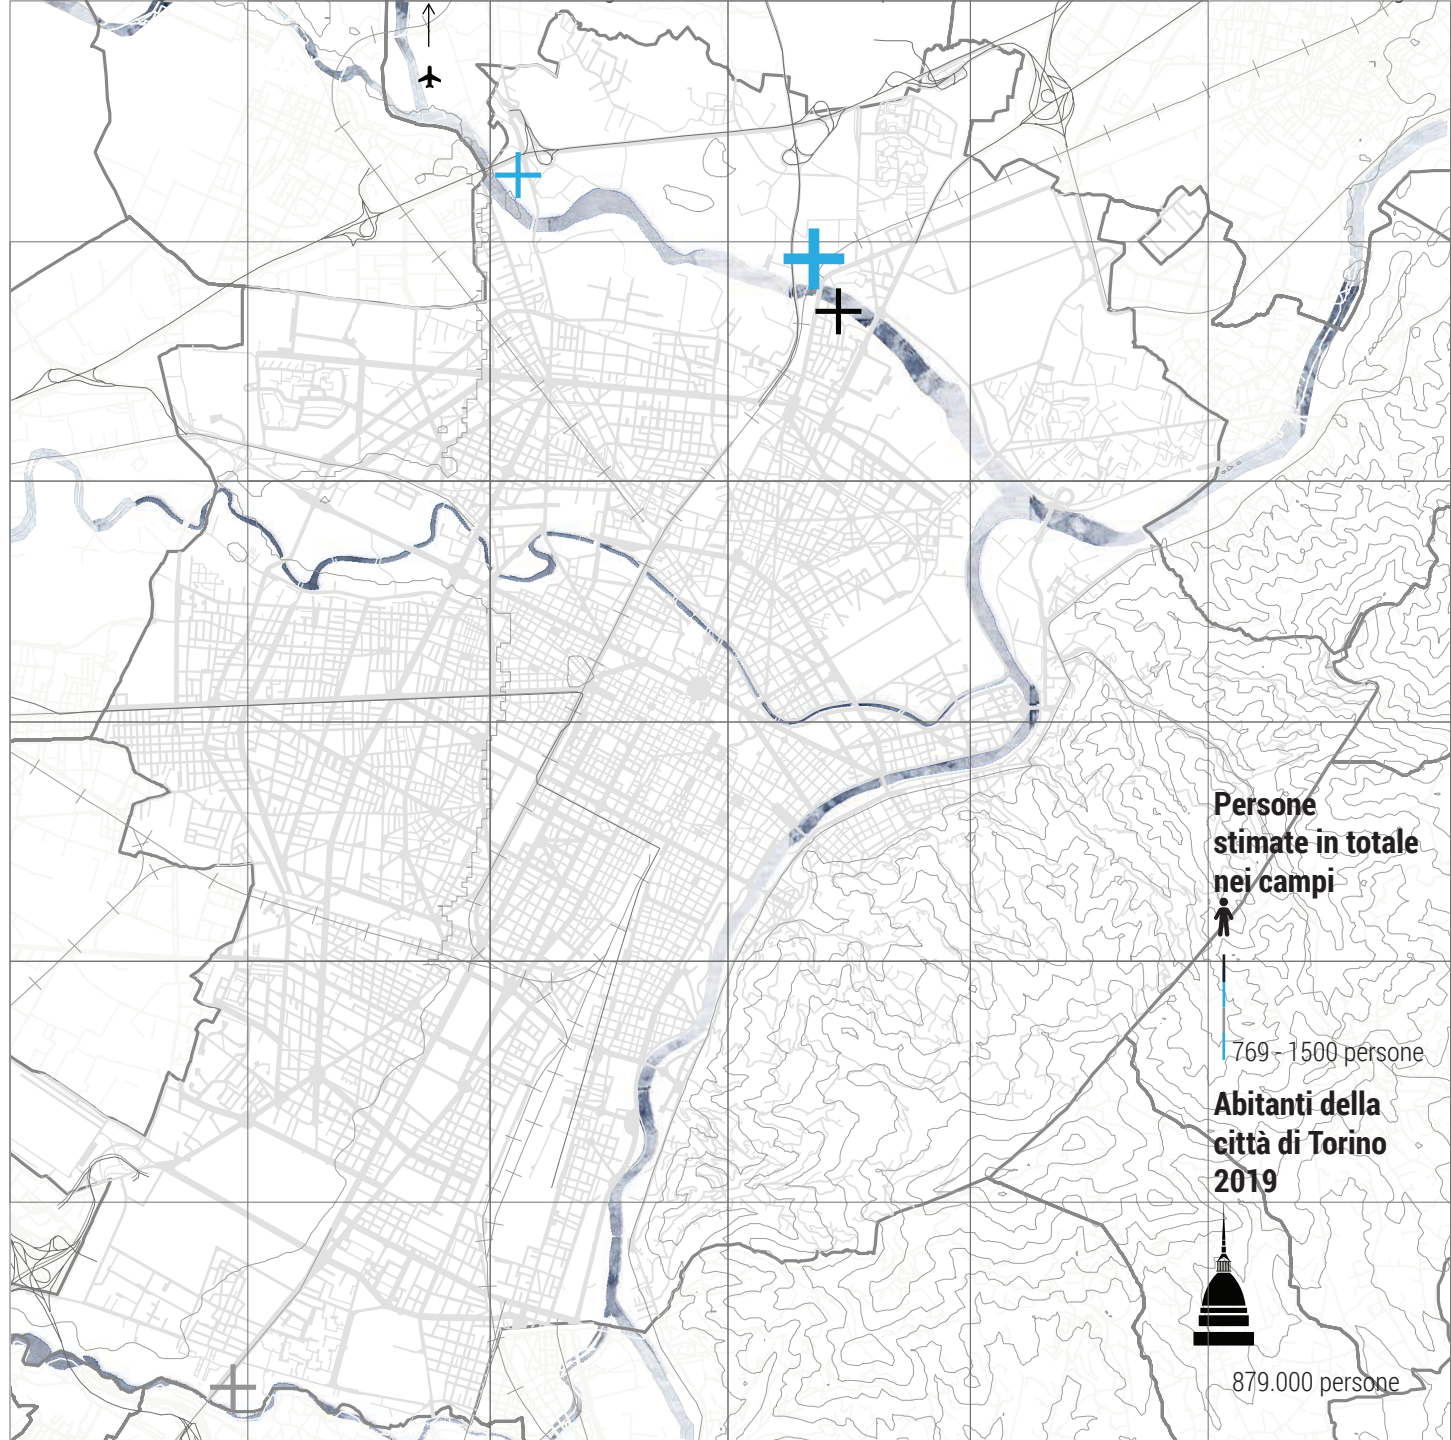 Persone
stimate in totale
nei campi
769 - 1500 persone
Abitanti della
città di Torino
2019
879.000 persone